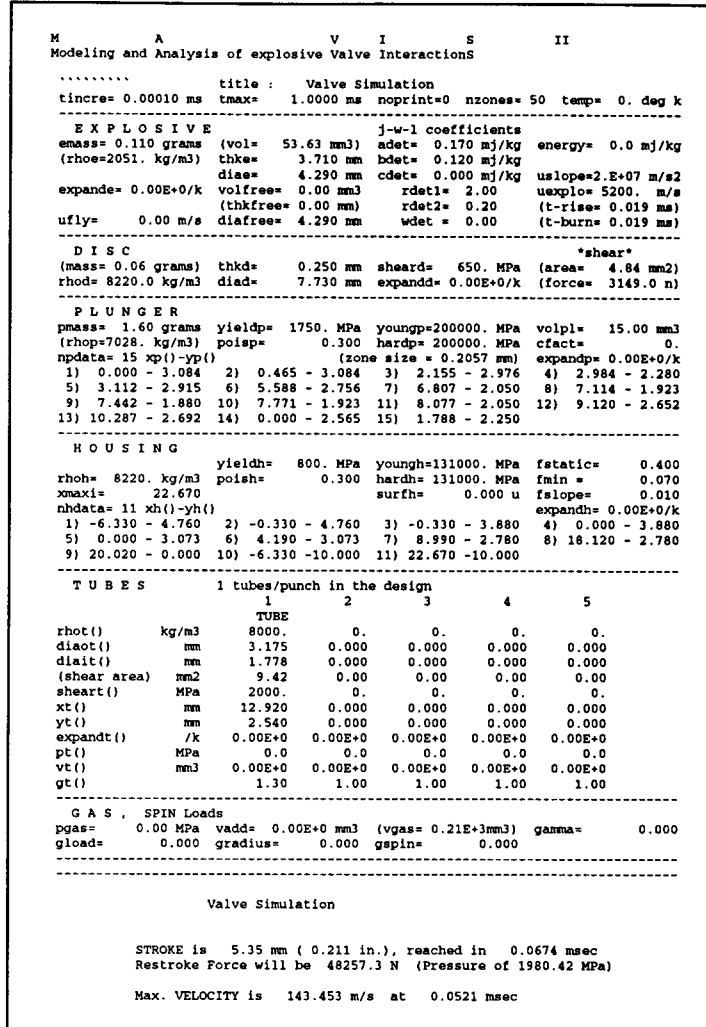 M A V I S II
Modeling and Analysis of explosive Valve InteractionS
````````` title : Valve Simulation
tincre= 0.00010 ms tmax= 1.0000 ms noprint=0 nzones= 50 temp= 0. deg k
E X P L O S I V E j-w-l coefficients
emass= 0.110 grams (vol= 53.63 mm3) adet= 0.170 mj/kg energy= 0.0 mj/kg
(rhoe=2051. kg/m3) thke= 3.710 mm bdet= 0.120 mj/kg
diae= 4.290 mm cdet= 0.000 mj/kg uslope=2.E+07 m/s2
expande= 0.00E+0/k volfree= 0.00 mm3 rdet1= 2.00 uexplo= 5200. m/s
(thkfree= 0.00 mm) rdet2= 0.20 (t-rise= 0.019 ms)
ufly= 0.00 m/s diafree= 4.290 mm wdet = 0.00 (t-burn= 0.019 ms)
D I S C *shear*
(mass= 0.06 grams) thkd= 0.250 mm sheard= 650. MPa (area= 4.84 mm2)
rhod= 8220.0 kg/m3 diad= 7.730 mm expandd= 0.00E+0/k (force= 3149.0 n)
P L U N G E R
pmass= 1.60 grams yieldp= 1750. MPa youngp=200000. MPa volpl= 15.00 mm3
(rhop=7028. kg/m3) poisp= 0.300 hardp= 200000. MPa cfact= 0.
npdata= 15 xp()-yp() (zone size = 0.2057 mm) expandp= 0.00E+0/k
1) 0.000 - 3.084 2) 0.465 - 3.084 3) 2.155 - 2.976 4) 2.984 - 2.280
5) 3.112 - 2.915 6) 5.588 - 2.756 7) 6.807 - 2.050 8) 7.114 - 1.923
9) 7.442 - 1.880 10) 7.771 - 1.923 11) 8.077 - 2.050 12) 9.120 - 2.652
13) 10.287 - 2.692 14) 0.000 - 2.565 15) 1.788 - 2.250
H O U S I N G
yieldh= 800. MPa youngh=131000. MPa fstatic= 0.400
rhoh= 8220. kg/m3 poish= 0.300 hardh= 131000. MPa fmin = 0.070
xmaxi= 22.670 surfh= 0.000 u fslope= 0.010
nhdata= 11 xh()-yh() expandh= 0.00E+0/k
1) -6.330 - 4.760 2) -0.330 - 4.760 3) -0.330 - 3.880 4) 0.000 - 3.880
5) 0.000 - 3.073 6) 4.190 - 3.073 7) 8.990 - 2.780 8) 18.120 - 2.780
9) 20.020 - 0.000 10) -6.330 -10.000 11) 22.670 -10.000
T U B E S 1 tubes/punch in the design
1 2 3 4 5
TUBE
rhot() kg/m3 8000. 0. 0. 0. 0.
diaot() mm 3.175 0.000 0.000 0.000 0.000
diait() mm 1.778 0.000 0.000 0.000 0.000
(shear area) mm2 9.42 0.00 0.00 0.00 0.00
sheart() MPa 2000. 0. 0. 0. 0.
xt() mm 12.920 0.000 0.000 0.000 0.000
yt() mm 2.540 0.000 0.000 0.000 0.000
expandt() /k 0.00E+0 0.00E+0 0.00E+0 0.00E+0 0.00E+0
pt() MPa 0.0 0.0 0.0 0.0 0.0
vt() mm3 0.00E+0 0.00E+0 0.00E+0 0.00E+0 0.00E+0
gt() 1.30 1.00 1.00 1.00 1.00
G A S , SPIN Loads
pgas= 0.00 MPa vadd= 0.00E+0 mm3 (vgas= 0.21E+3mm3) gamma= 0.000
gload= 0.000 gradius= 0.000 gspin= 0.000
Valve Simulation
STROKE is 5.35 mm ( 0.211 in.), reached in 0.0674 msec
Restroke Force will be 48257.3 N (Pressure of 1980.42 MPa)
Max. VELOCITY is 143.453 m/s at 0.0521 msec